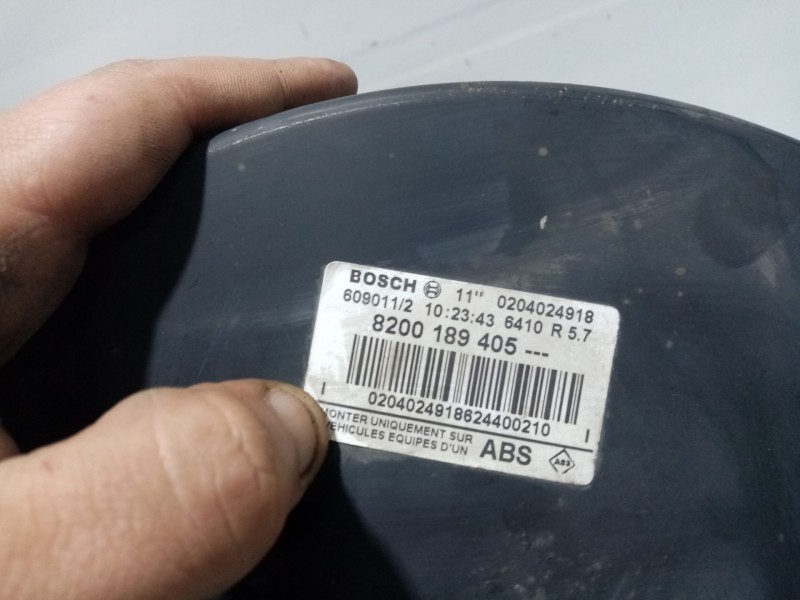 BOSCH 11" 0204024918
609011/2 10:23:43 6410 R 5.7
8200 189 405 ---
I 0204024918624400210 I
MONTER UNIQUEMENT SUR
VEHICULES EQUIPES D'UN ABS
ABS